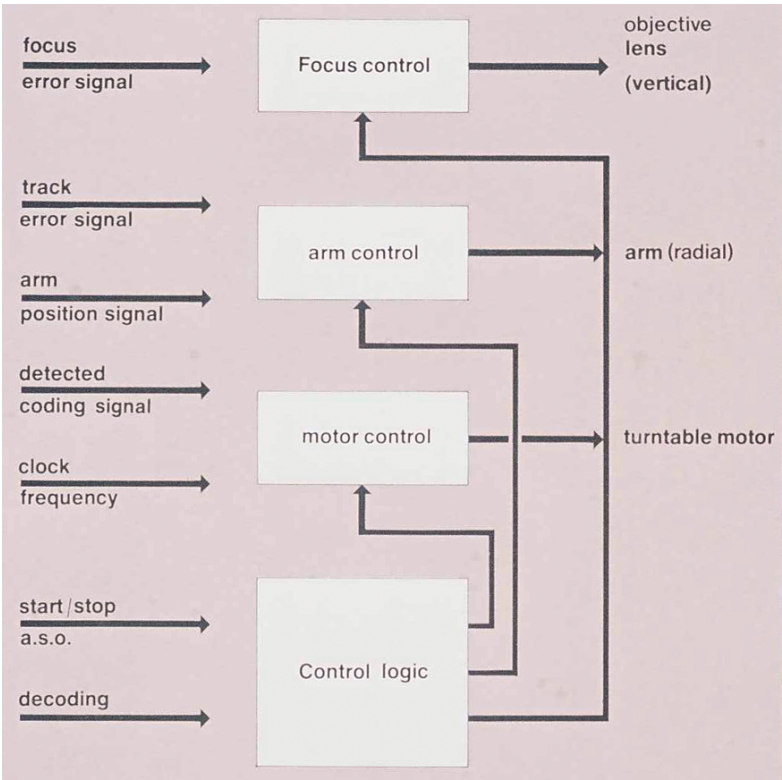 focus
error signal
Focus control
objective
lens
(vertical)
track
error signal
arm control
arm (radial)
arm
position signal
detected
coding signal
motor control
turntable motor
clock
frequency
start/stop
a.s.o.
Control logic
decoding